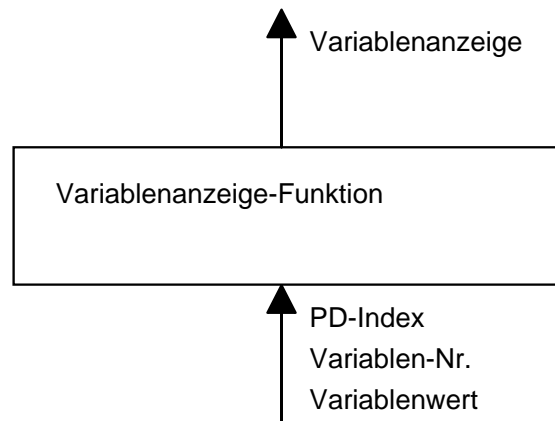 Variablenanzeige
Variablenanzeige-Funktion
PD-Index
Variablen-Nr.
Variablenwert